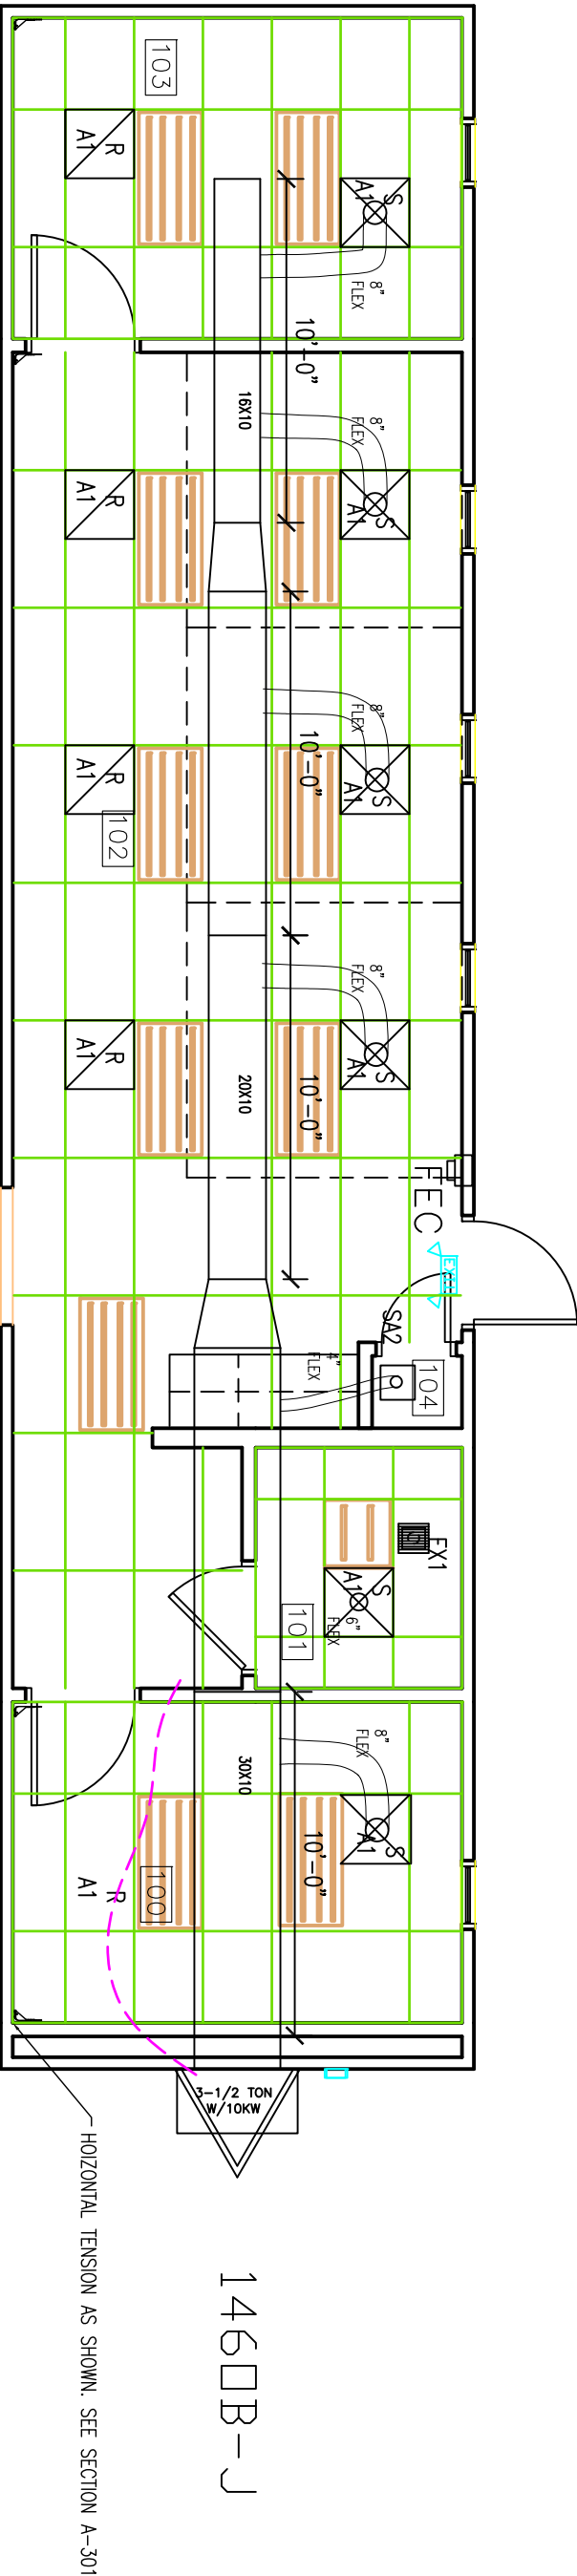 103
R
A1
S
A1
8"
FLEX
10'-0"
16X10
8"
FLEX
R
A1
S
A1
8"
FLEX
10'-0"
R
A1
S
A1
102
8"
FLEX
R
A1
S
A1
20X10
10'-0"
FEC
EXIT
SA2
4"
FLEX
104
EX1
S
A1
6"
FLEX
101
8"
FLEX
30X10
S
A1
10'-0"
100
R
A1
3-1/2 TON
W/10KW
HOIZONTAL TENSION AS SHOWN. SEE SECTION A-301
1460B-J